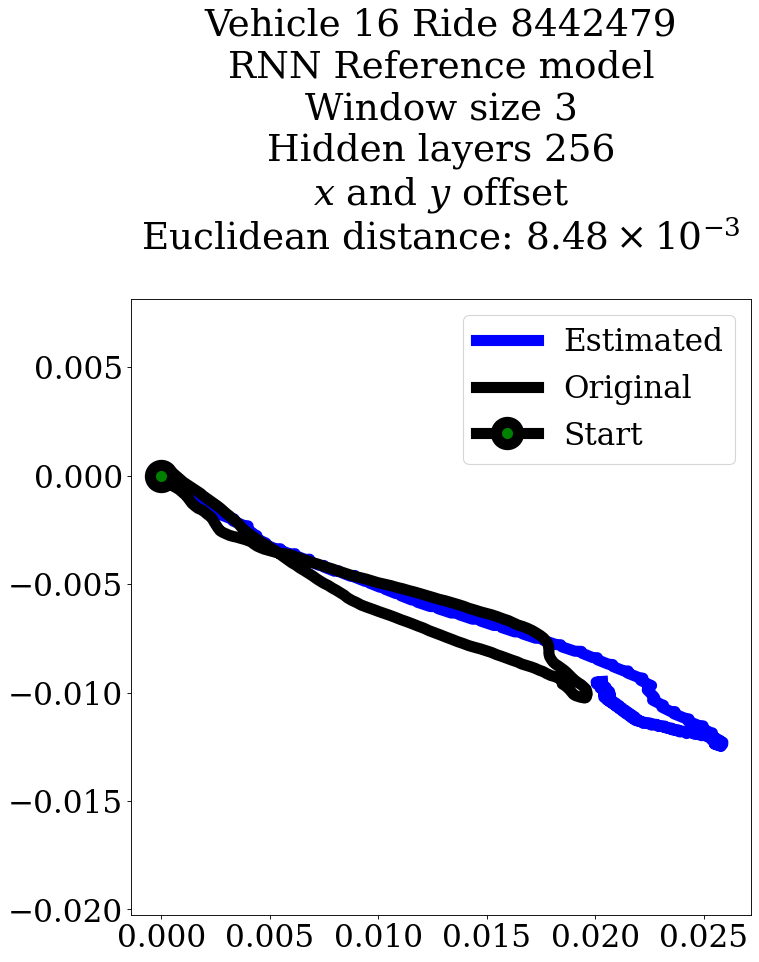 Vehicle 16 Ride 8442479
RNN Reference model
Window size 3
Hidden layers 256
x and y offset
Euclidean distance: 8.48 × 10⁻³
Estimated
Original
Start
0.005
0.000
−0.005
−0.010
−0.015
−0.020
0.000 0.005 0.010 0.015 0.020 0.025